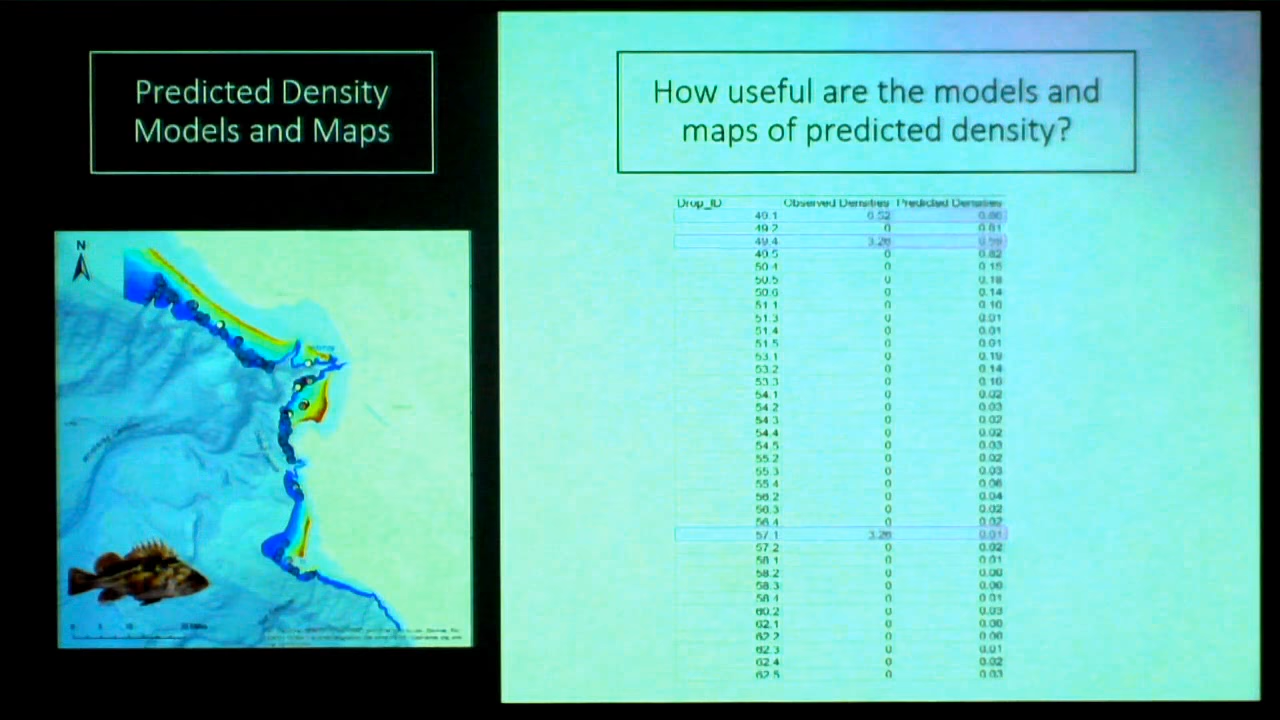 Predicted Density
Models and Maps
How useful are the models and
maps of predicted density?
N
Drop_ID Observed Densities Predicted Densities
49.1 0.52
49.2 0 0.81
49.4 3.26
49.5 0 0.82
50.4 0 0.15
50.5 0 0.18
50.6 0 0.14
51.1 0 0.10
51.3 0 0.01
51.4 0 0.01
51.5 0 0.01
53.1 0 0.19
53.2 0 0.14
53.3 0 0.16
54.1 0 0.02
54.2 0 0.03
54.3 0 0.02
54.4 0 0.02
54.5 0 0.03
55.2 0 0.02
55.3 0 0.03
55.4 0 0.06
56.2 0 0.04
56.3 0 0.02
56.4 0 0.02
57.1 3.26 0.01
57.2 0 0.02
58.1 0 0.01
58.2 0 0.00
58.3 0 0.00
58.4 0 0.01
60.2 0 0.03
62.1 0 0.00
62.2 0 0.00
62.3 0 0.01
62.4 0 0.02
62.5 0 0.03
0 5 10